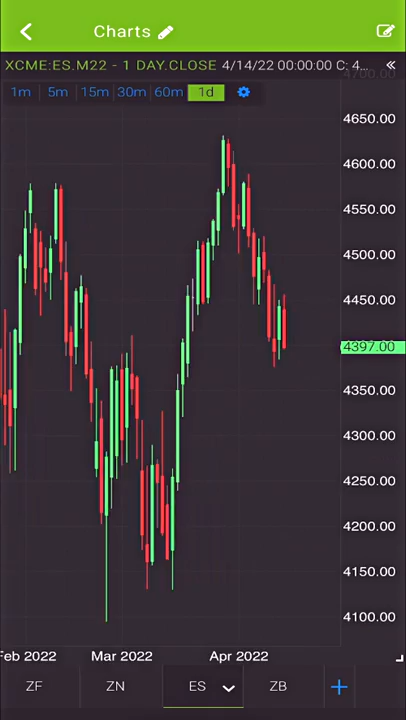 Charts
XCME:ES.M22 - 1 DAY.CLOSE 4/14/22 00:00:00 C: 4... «
1m 5m 15m 30m 60m 1d
4700.00
4650.00
4600.00
4550.00
4500.00
4450.00
4397.00
4350.00
4300.00
4250.00
4200.00
4150.00
4100.00
Feb 2022 Mar 2022 Apr 2022
ZF ZN ES ZB +